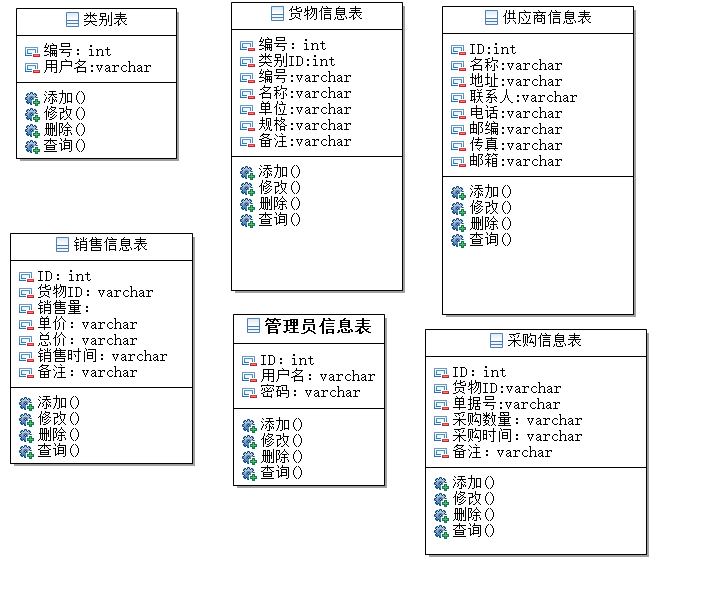 类别表
编号：int
用户名:varchar
添加()
修改()
删除()
查询()
货物信息表
编号：int
类别ID:int
编号:varchar
名称:varchar
单位:varchar
规格:varchar
备注:varchar
添加()
修改()
删除()
查询()
供应商信息表
ID:int
名称:varchar
地址:varchar
联系人:varchar
电话:varchar
邮编:varchar
传真:varchar
邮箱:varchar
添加()
修改()
删除()
查询()
销售信息表
ID：int
货物ID：varchar
销售量：
单价：varchar
总价：varchar
销售时间：varchar
备注：varchar
添加()
修改()
删除()
查询()
管理员信息表
ID：int
用户名：varchar
密码：varchar
添加()
修改()
删除()
查询()
采购信息表
ID：int
货物ID:varchar
单据号:varchar
采购数量：varchar
采购时间：varchar
备注：varchar
添加()
修改()
删除()
查询()